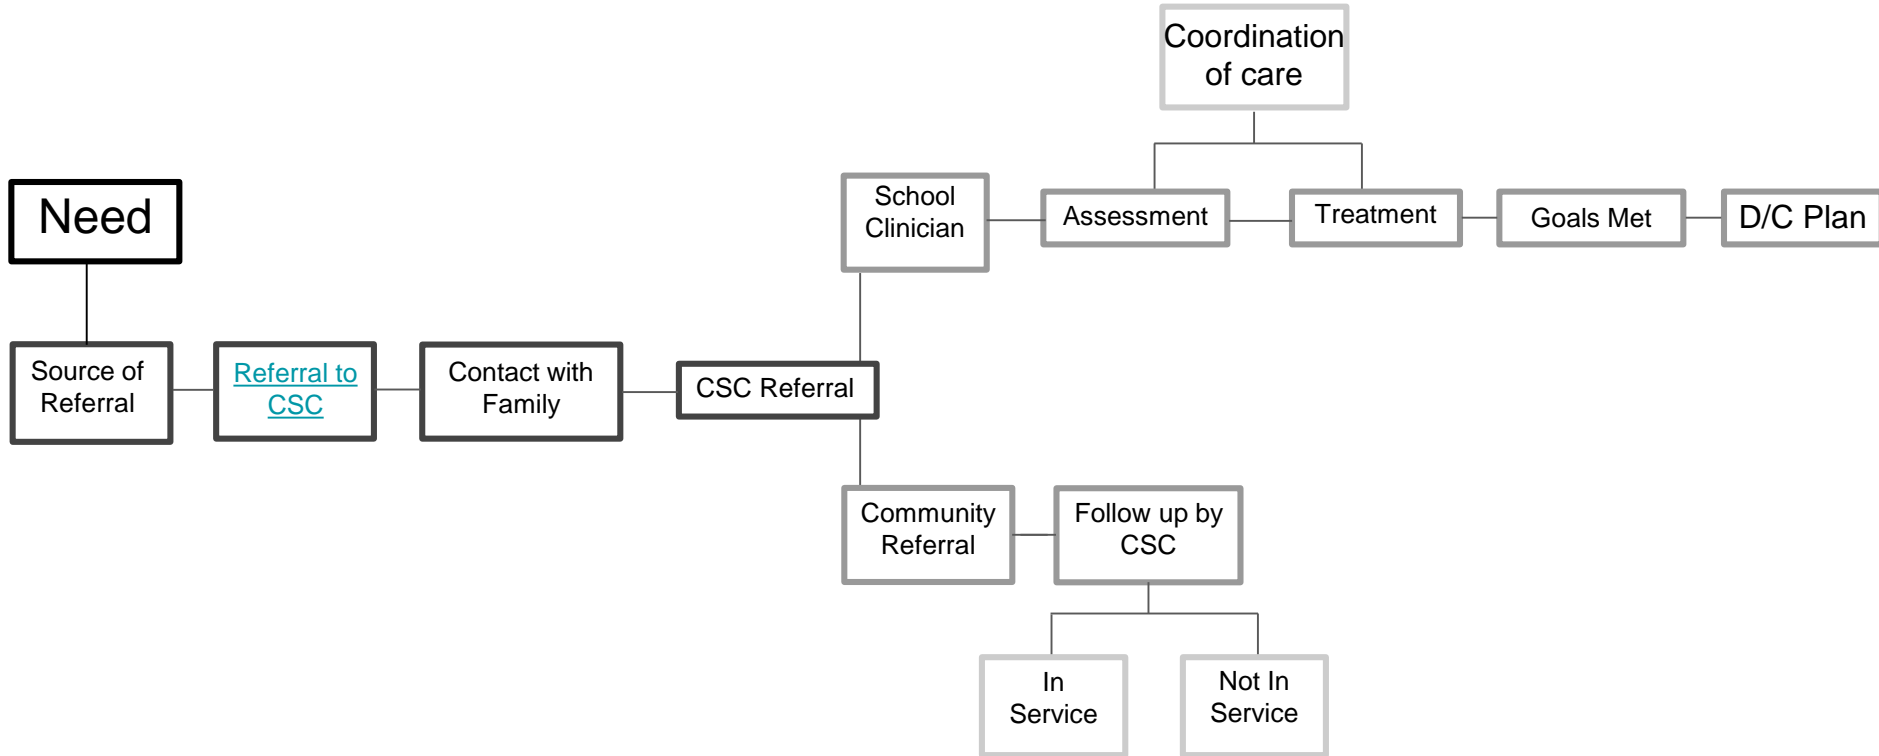 Coordination
of care
Need
School
Clinician
Assessment
Treatment
Goals Met
D/C Plan
Source of
Referral
Referral to
CSC
Contact with
Family
CSC Referral
Community
Referral
Follow up by
CSC
In
Service
Not In
Service